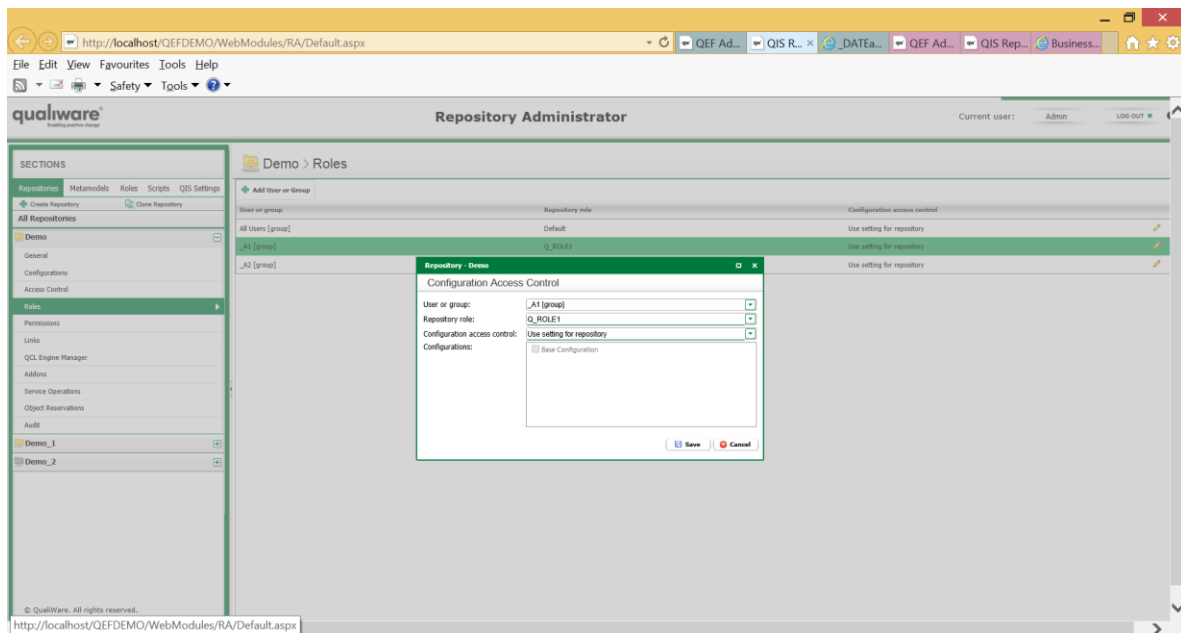 http://localhost/QEFDEMO/WebModules/RA/Default.aspx
QEF Ad...
QIS R...
_DATEa...
QEF Ad...
QIS Rep...
Business...
File Edit View Favourites Tools Help
Safety Tools
qualiware®
Enabling positive change
Repository Administrator
Current user: Admin LOG OUT
SECTIONS
Repositories Metamodels Roles Scripts QIS Settings
Create Repository Clone Repository
All Repositories
Demo
General
Configurations
Access Control
Roles
Permissions
Links
QCL Engine Manager
Addons
Service Operations
Object Reservations
Audit
Demo_1
Demo_2
© QualiWare. All rights reserved.
http://localhost/QEFDEMO/WebModules/RA/Default.aspx
Demo > Roles
Add User or Group
User or group Repository role Configuration access control
All Users [group] Default Use setting for repository
_A1 [group] Q_ROLE1 Use setting for repository
_A2 [group] Use setting for repository
Repository - Demo
Configuration Access Control
User or group: _A1 [group]
Repository role: Q_ROLE1
Configuration access control: Use setting for repository
Configurations: Base Configuration
Save Cancel